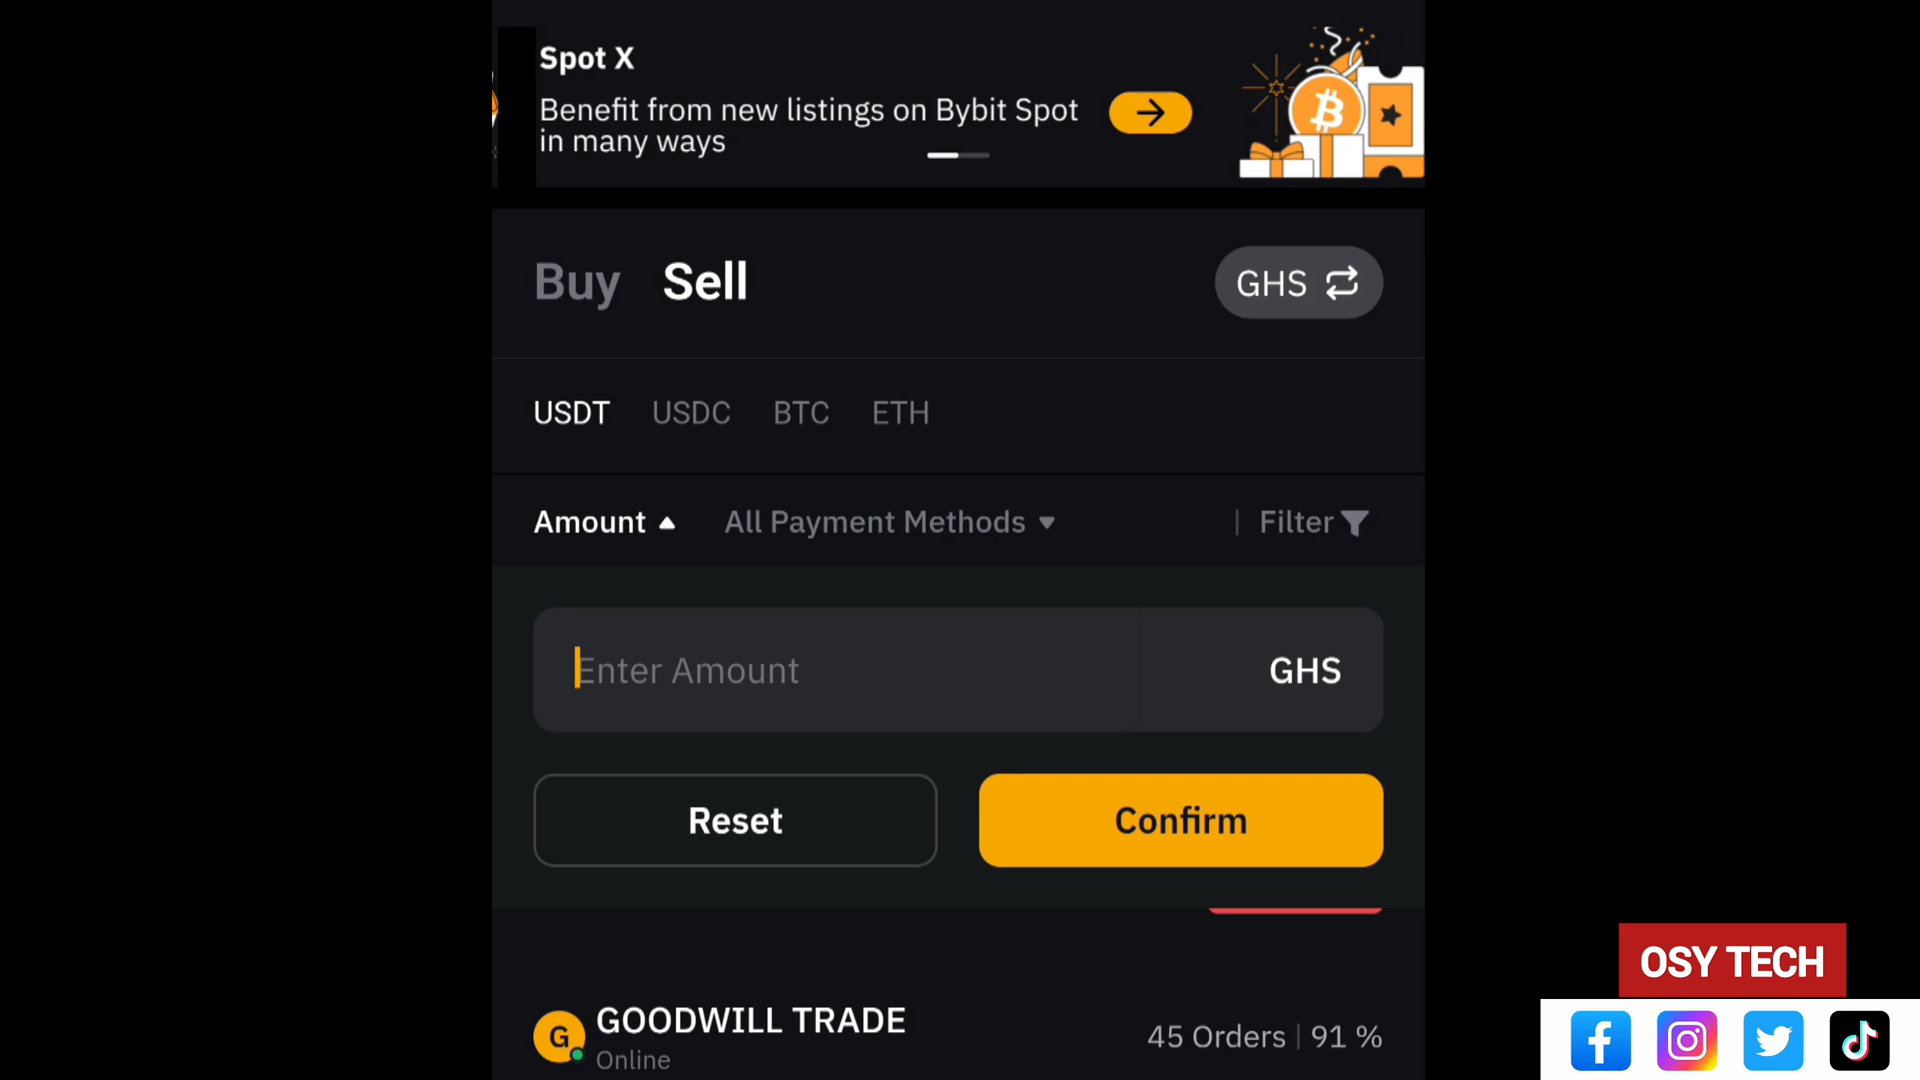 Spot X
Benefit from new listings on Bybit Spot
in many ways
Buy Sell
GHS
USDT USDC BTC ETH
Amount All Payment Methods | Filter
Enter Amount GHS
Reset Confirm
G GOODWILL TRADE
Online
45 Orders | 91 %
OSY TECH